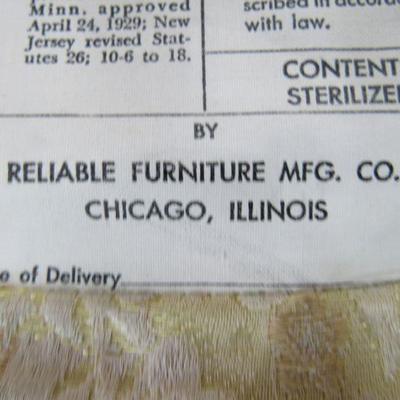 Minn. approved
April 24, 1929; New
Jersey revised Stat-
utes 26; 10-6 to 18.
with law.
CONTENT
STERILIZE
BY
RELIABLE FURNITURE MFG. CO.
CHICAGO, ILLINOIS
e of Delivery